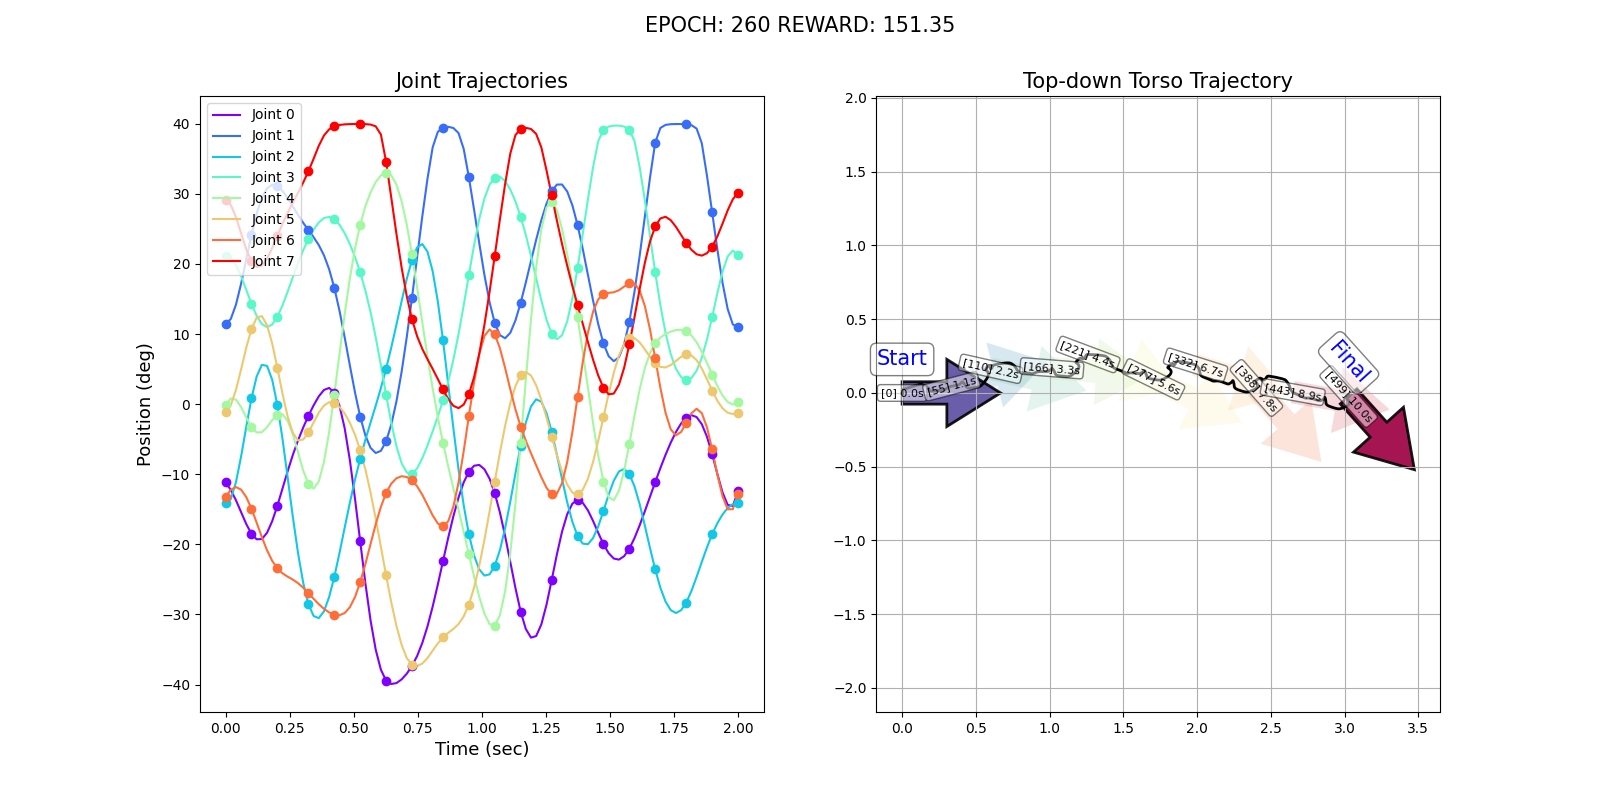 EPOCH: 260 REWARD: 151.35
Joint Trajectories
Joint 0
Joint 1
Joint 2
Joint 3
Joint 4
Joint 5
Joint 6
Joint 7
40
30
20
10
0
−10
−20
−30
−40
Position (deg)
0.00 0.25 0.50 0.75 1.00 1.25 1.50 1.75 2.00
Time (sec)
Top-down Torso Trajectory
2.0
1.5
1.0
0.5
0.0
−0.5
−1.0
−1.5
−2.0
Start
Final
[0] 0.0s
[55] 1.1s
[110] 2.2s
[166] 3.3s
[221] 4.4s
[277] 5.6s
[332] 6.7s
[443] 8.9s
[499] 10.0s
0.0 0.5 1.0 1.5 2.0 2.5 3.0 3.5